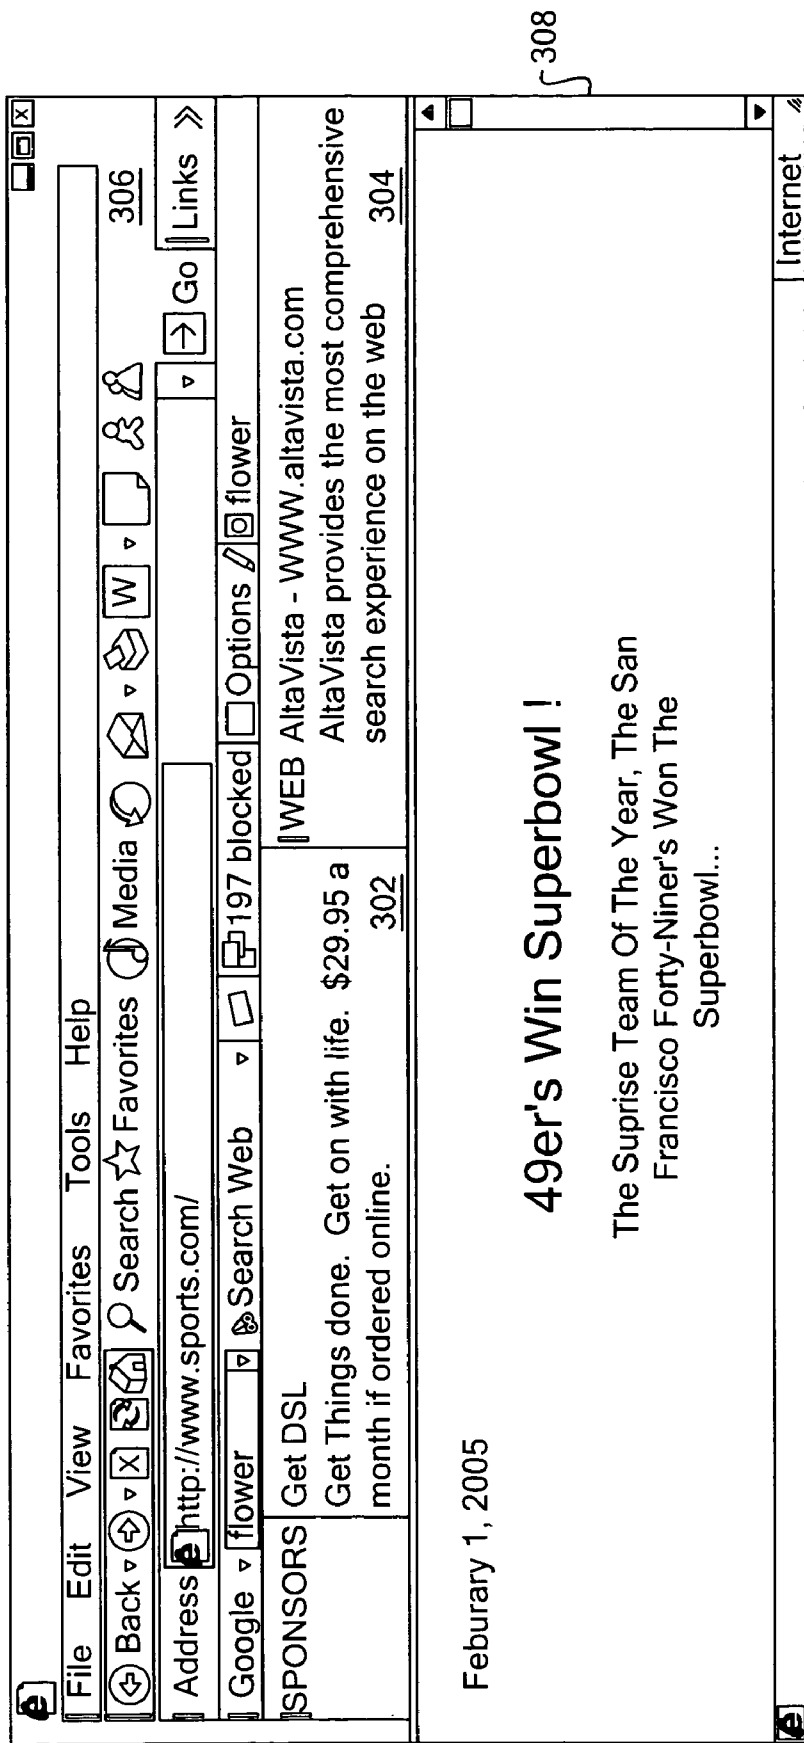 306
File Edit View Favorites Tools Help
Back X Search Favorites Media W
Address http://www.sports.com/ Go Links »
Google flower Search Web 197 blocked Options flower
SPONSORS Get DSL
Get Things done. Get on with life. $29.95 a
month if ordered online.
302
WEB AltaVista - WWW.altavista.com
AltaVista provides the most comprehensive
search experience on the web
304
308
Feburary 1, 2005
49er's Win Superbowl !
The Suprise Team Of The Year, The San
Francisco Forty-Niner's Won The
Superbowl...
Internet